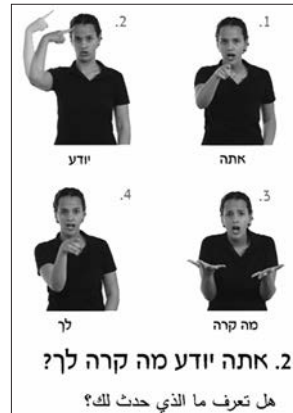 .1
.2
אתה
יודע
.3
.4
מה קרה
לך
2. אתה יודע מה קרה לך?
هل تعرف ما الذي حدث لك؟